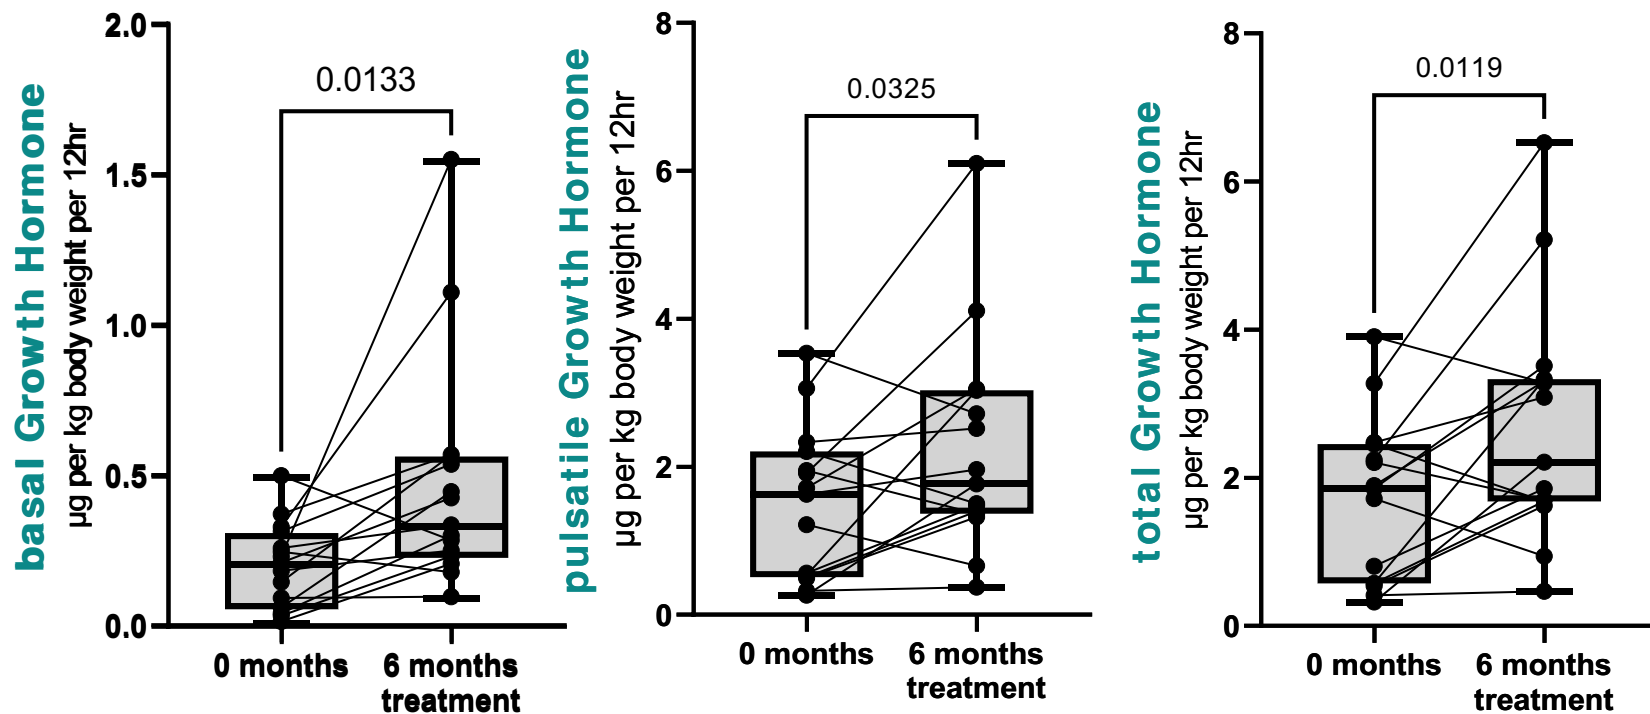 basal Growth Hormone
µg per kg body weight per 12hr
2.0
1.5
1.0
0.5
0.0
0.0133
0 months
6 months
treatment
pulsatile Growth Hormone
µg per kg body weight per 12hr
8
6
4
2
0
0.0325
0 months
6 months
treatment
total Growth Hormone
µg per kg body weight per 12hr
8
6
4
2
0
0.0119
0 months
6 months
treatment